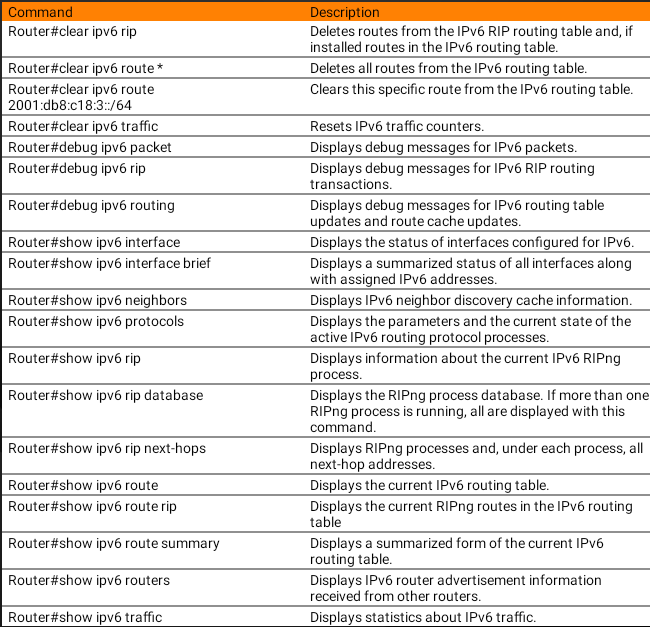 Command Description
Router#clear ipv6 rip Deletes routes from the IPv6 RIP routing table and, if
installed routes in the IPv6 routing table.
Router#clear ipv6 route * Deletes all routes from the IPv6 routing table.
Router#clear ipv6 route Clears this specific route from the IPv6 routing table.
2001:db8:c18:3::/64
Router#clear ipv6 traffic Resets IPv6 traffic counters.
Router#debug ipv6 packet Displays debug messages for IPv6 packets.
Router#debug ipv6 rip Displays debug messages for IPv6 RIP routing
transactions.
Router#debug ipv6 routing Displays debug messages for IPv6 routing table
updates and route cache updates.
Router#show ipv6 interface Displays the status of interfaces configured for IPv6.
Router#show ipv6 interface brief Displays a summarized status of all interfaces along
with assigned IPv6 addresses.
Router#show ipv6 neighbors Displays IPv6 neighbor discovery cache information.
Router#show ipv6 protocols Displays the parameters and the current state of the
active IPv6 routing protocol processes.
Router#show ipv6 rip Displays information about the current IPv6 RIPng
process.
Router#show ipv6 rip database Displays the RIPng process database. If more than one
RIPng process is running, all are displayed with this
command.
Router#show ipv6 rip next-hops Displays RIPng processes and, under each process, all
next-hop addresses.
Router#show ipv6 route Displays the current IPv6 routing table.
Router#show ipv6 route rip Displays the current RIPng routes in the IPv6 routing
table
Router#show ipv6 route summary Displays a summarized form of the current IPv6
routing table.
Router#show ipv6 routers Displays IPv6 router advertisement information
received from other routers.
Router#show ipv6 traffic Displays statistics about IPv6 traffic.